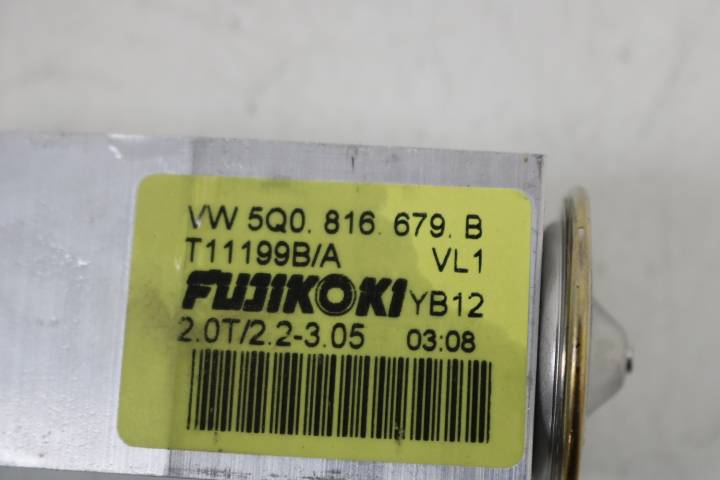 VW 5Q0. 816. 679. B
T11199B/A VL1
FUJIKOKI YB12
2.0T/2.2-3.05 03:08